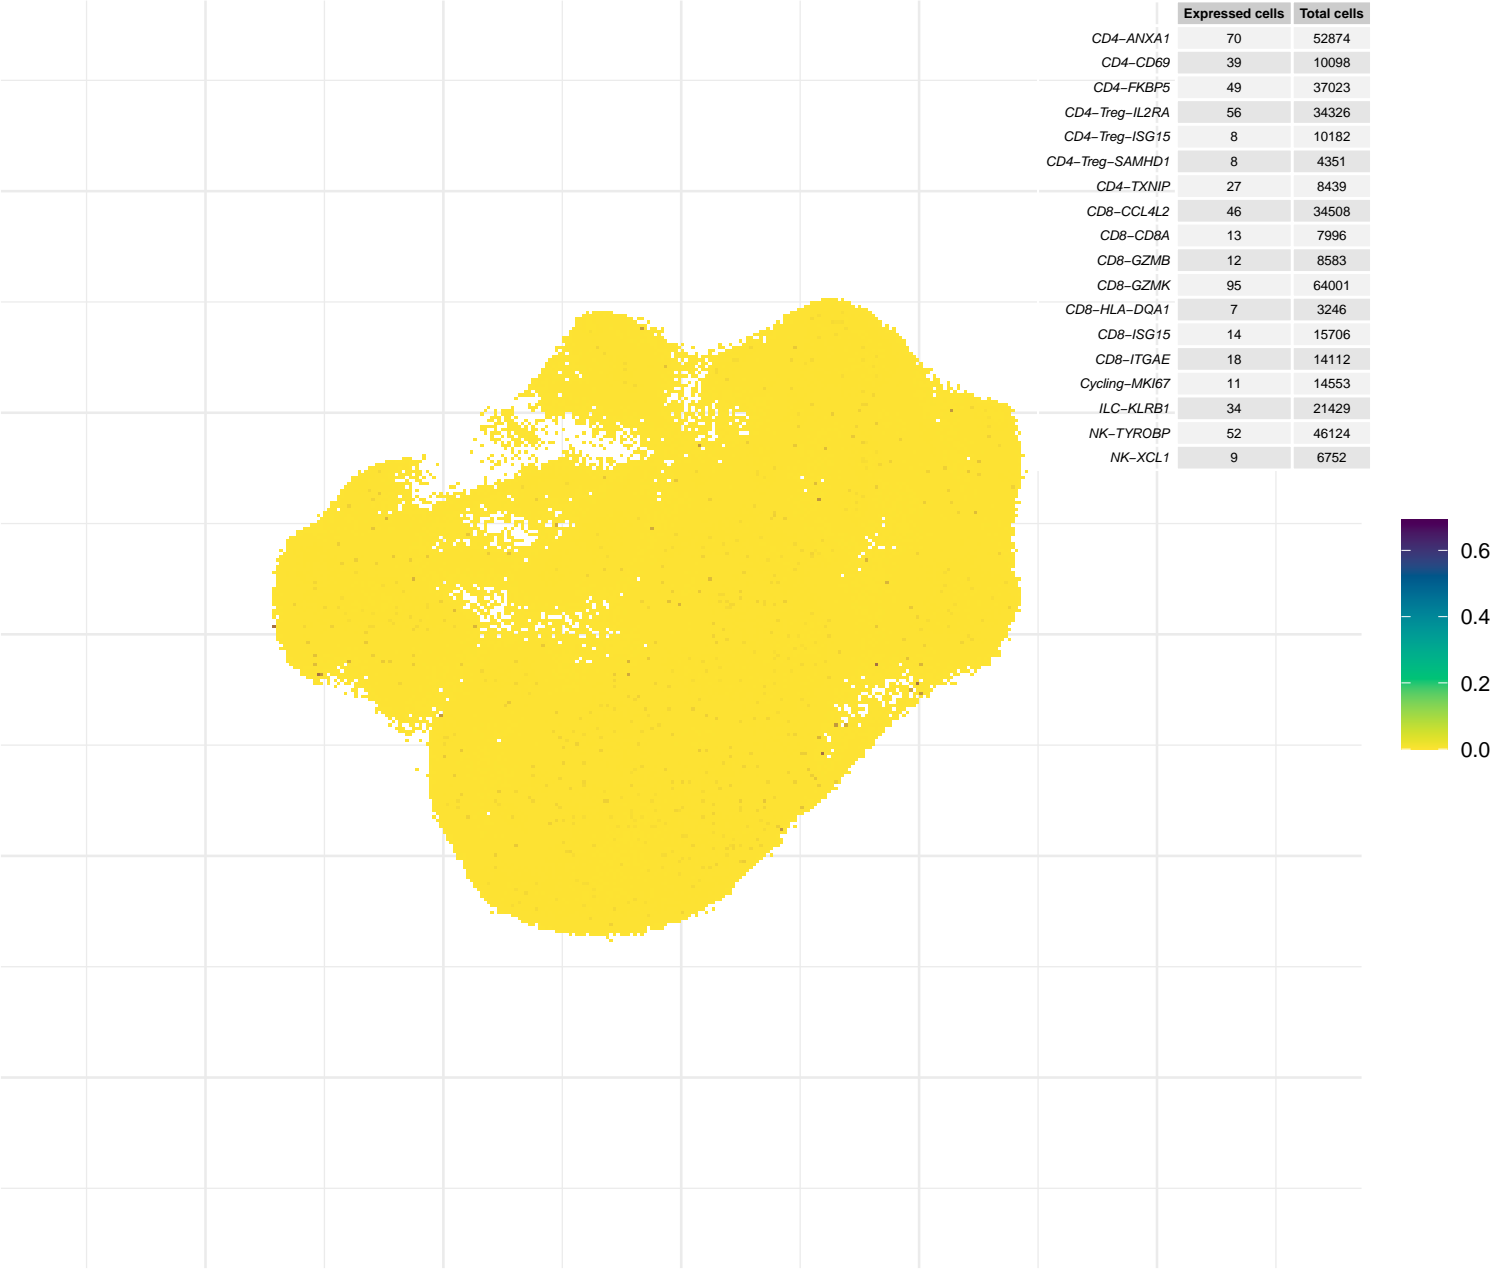 Expressed cells Total cells
CD4−ANXA1 70 52874
CD4−CD69 39 10098
CD4−FKBP5 49 37023
CD4−Treg−IL2RA 56 34326
CD4−Treg−ISG15 8 10182
CD4−Treg−SAMHD1 8 4351
CD4−TXNIP 27 8439
CD8−CCL4L2 46 34508
CD8−CD8A 13 7996
CD8−GZMB 12 8583
CD8−GZMK 95 64001
CD8−HLA−DQA1 7 3246
CD8−ISG15 14 15706
CD8−ITGAE 18 14112
Cycling−MKI67 11 14553
ILC−KLRB1 34 21429
NK−TYROBP 52 46124
NK−XCL1 9 6752
0.6
0.4
0.2
0.0